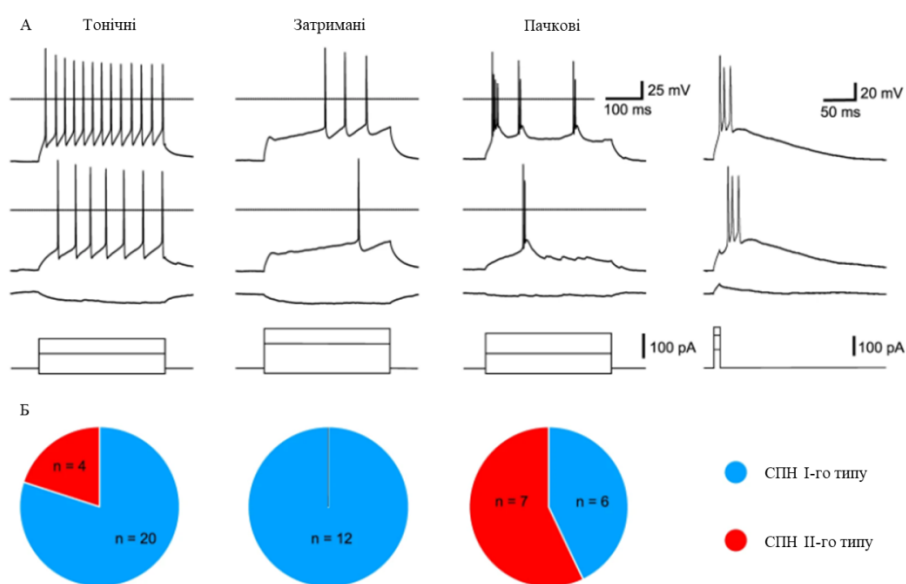 А Тонічні Затримані Пачкові
25 mV
100 ms
20 mV
50 ms
100 pA
100 pA
Б
n = 4
n = 20
n = 12
n = 7
n = 6
СПН I-го типу
СПН II-го типу